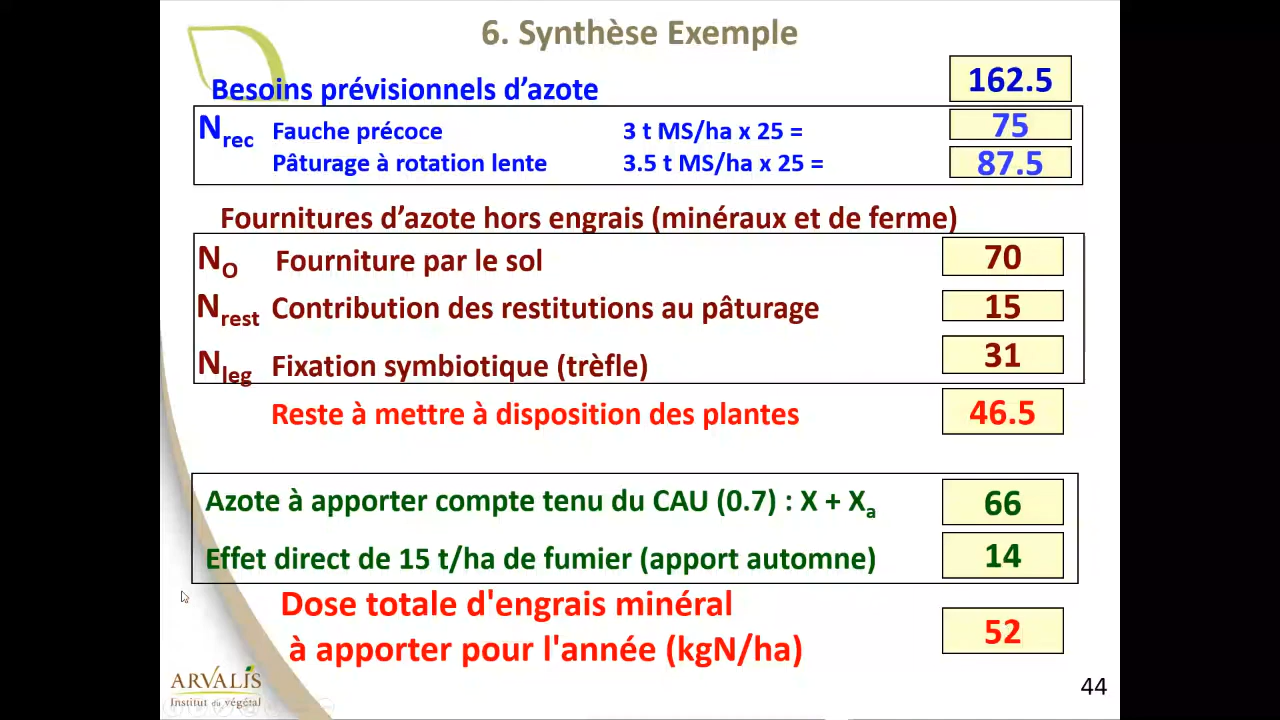 6. Synthèse Exemple
Besoins prévisionnels d’azote 162.5
Nrec Fauche précoce 3 t MS/ha x 25 = 75
Pâturage à rotation lente 3.5 t MS/ha x 25 = 87.5
Fournitures d’azote hors engrais (minéraux et de ferme)
NO Fourniture par le sol 70
Nrest Contribution des restitutions au pâturage 15
Nleg Fixation symbiotique (trèfle) 31
Reste à mettre à disposition des plantes 46.5
Azote à apporter compte tenu du CAU (0.7) : X + Xa 66
Effet direct de 15 t/ha de fumier (apport automne) 14
Dose totale d'engrais minéral
à apporter pour l'année (kgN/ha) 52
ARVALIS
Institut du végétal
44